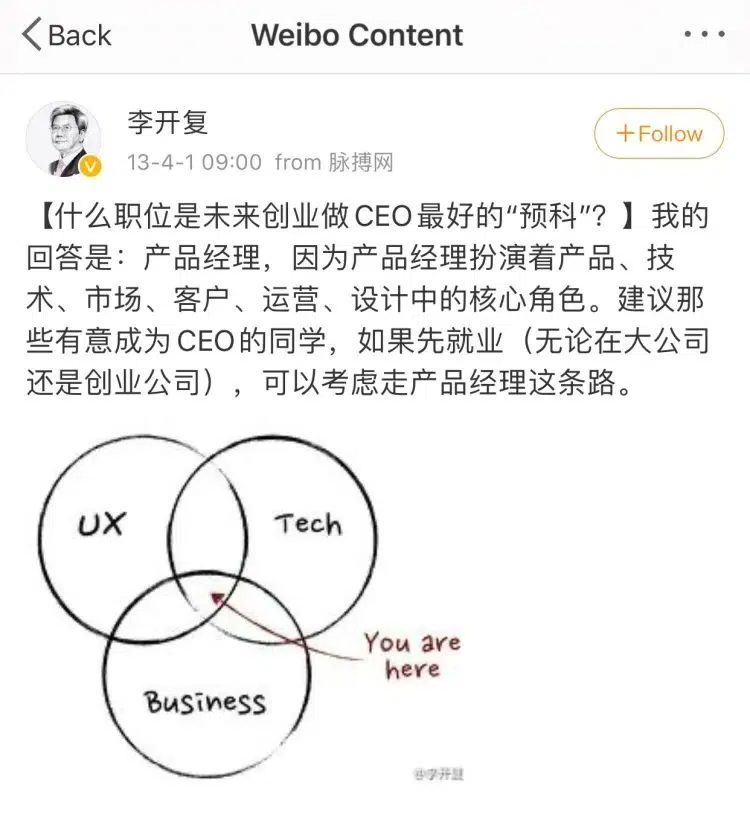 Back
Weibo Content
李开复
13-4-1 09:00 from 脉搏网
+Follow
【什么职位是未来创业做CEO最好的“预科”？】我的
回答是：产品经理，因为产品经理扮演着产品、技
术、市场、客户、运营、设计中的核心角色。建议那
些有意成为CEO的同学，如果先就业（无论在大公司
还是创业公司），可以考虑走产品经理这条路。
UX
Tech
You are
here
Business
@李开复